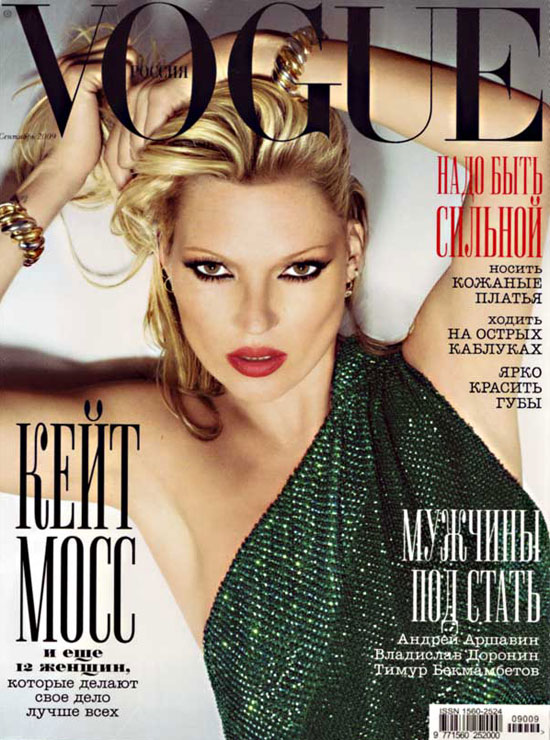 VOGUE
РОССИЯ
Сентябрь 2009
НАДО БЫТЬ
СИЛЬНОЙ
НОСИТЬ
КОЖАНЫЕ
ПЛАТЬЯ
ХОДИТЬ
НА ОСТРЫХ
КАБЛУКАХ
ЯРКО
КРАСИТЬ
ГУБЫ
КЕЙТ
МОСС
и еще
12 женщин,
которые делают
свое дело
лучше всех
МУЖЧИНЫ
ПОД СТАТЬ
Андрей Аршавин
Владислав Доронин
Тимур Бекмамбетов
ISSN 1560-2524
09009
9 771560 252000